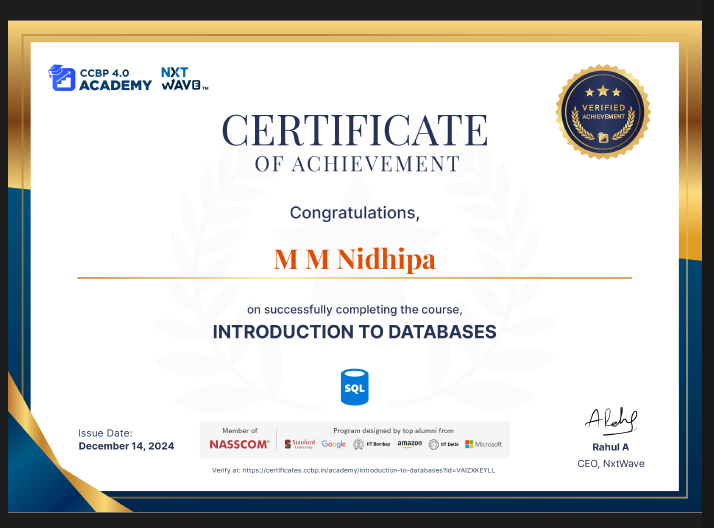 CCBP 4.0
ACADEMY
NXT
WAVE™
VERIFIED
ACHIEVEMENT
CERTIFICATE
OF ACHIEVEMENT
Congratulations,
M M Nidhipa
on successfully completing the course,
INTRODUCTION TO DATABASES
SQL
Issue Date:
December 14, 2024
Member of
NASSCOM®
Program designed by top alumni from
Stanford University Google IIT Bombay amazon IIT Delhi Microsoft
Verify at: https://certificates.ccbp.in/academy/introduction-to-databases?id=VAIZXKEYLL
Rahul A
CEO, NxtWave